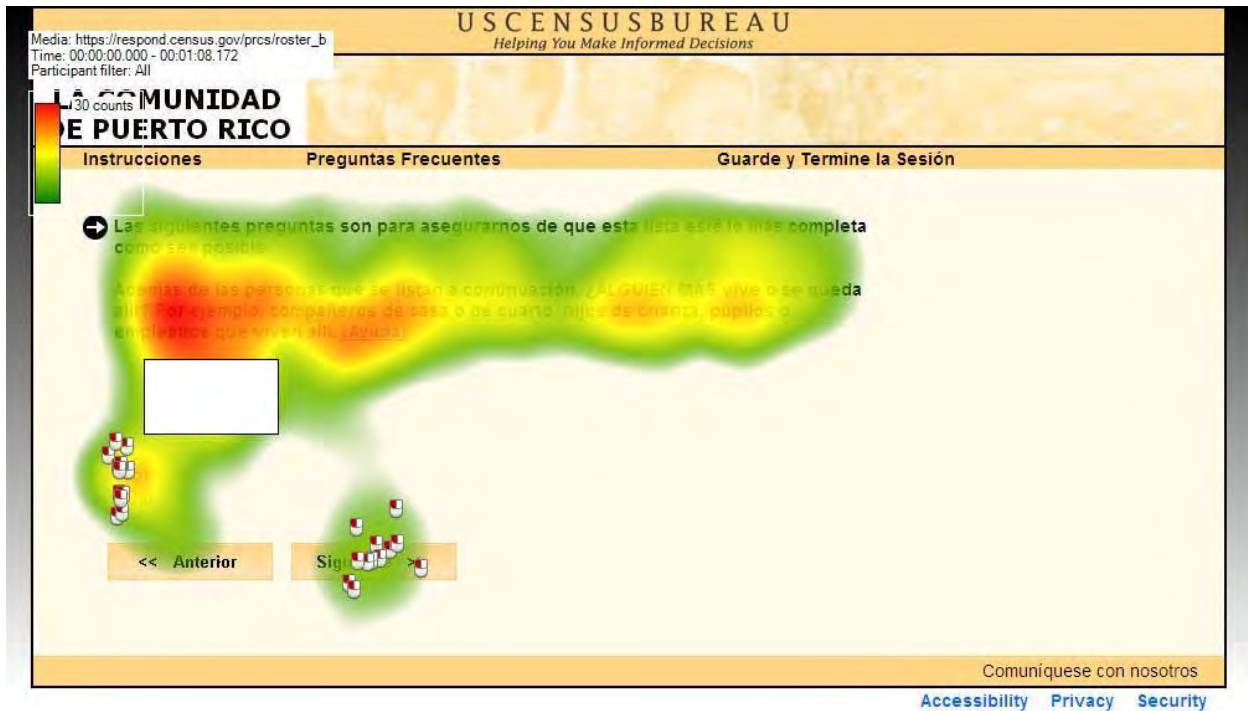 USCENSUSBUREAU
Helping You Make Informed Decisions
Media: https://respond.census.gov/prcs/roster_b
Time: 00:00:00.000 - 00:01:08.172
Participant filter: All
30 counts
LA COMUNIDAD
DE PUERTO RICO
Instrucciones Preguntas Frecuentes Guarde y Termine la Sesión
Las siguientes preguntas son para asegurarnos de que esta lista esté lo más completa
como sea posible.
Además de las personas que se listan a continuación, ¿ALGUIEN MÁS vive o se queda
allí? Por ejemplo, compañeros de casa o de cuarto, hijos de crianza, pupilos o
empleados que viven allí. (Ayuda)
<< Anterior >>
Comuníquese con nosotros
Accessibility Privacy Security